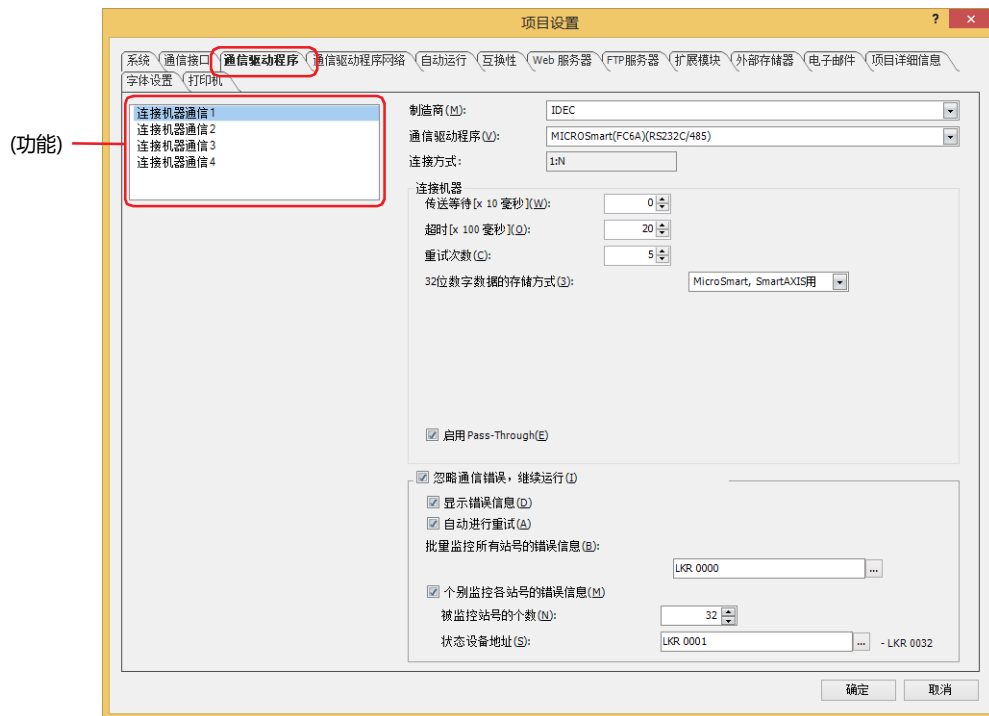 项目设置
? ×
系统 通信接口 通信驱动程序 通信驱动程序网络 自动运行 互换性 Web 服务器 FTP服务器 扩展模块 外部存储器 电子邮件 项目详细信息
字体设置 打印机
(功能)
连接机器通信1
连接机器通信2
连接机器通信3
连接机器通信4
制造商(M): IDEC
通信驱动程序(V): MICROSmart(FC6A)(RS232C/485)
连接方式: 1:N
连接机器
传送等待[x 10 毫秒](W): 0
超时[x 100 毫秒](O): 20
重试次数(C): 5
32位数字数据的存储方式(3): MicroSmart, SmartAXIS用
启用 Pass-Through(E)
忽略通信错误，继续运行(I)
显示错误信息(D)
自动进行重试(A)
批量监控所有站号的错误信息(B):
LKR 0000 ...
个别监控各站号的错误信息(M)
被监控站号的个数(N): 32
状态设备地址(S): LKR 0001 ... - LKR 0032
确定 取消